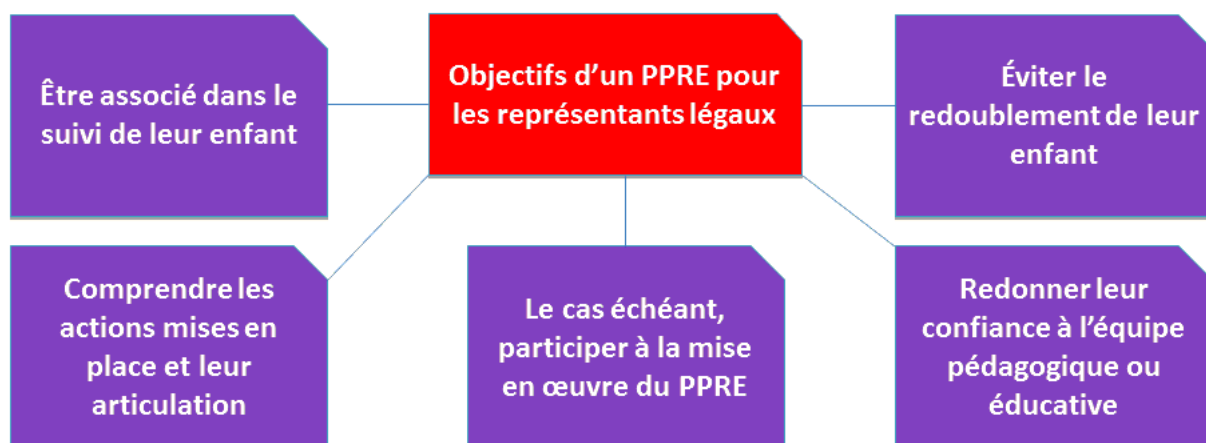 Être associé dans le
suivi de leur enfant
Objectifs d’un PPRE pour
les représentants légaux
Éviter le
redoublement de leur
enfant
Comprendre les
actions mises en
place et leur
articulation
Le cas échéant,
participer à la mise
en œuvre du PPRE
Redonner leur
confiance à l’équipe
pédagogique ou
éducative